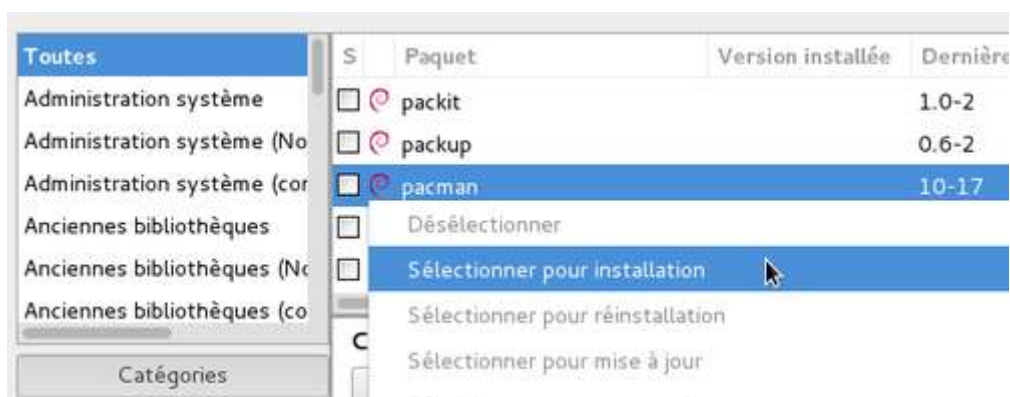 Toutes
Administration système
Administration système (No
Administration système (cor
Anciennes bibliothèques
Anciennes bibliothèques (No
Anciennes bibliothèques (co
Catégories
S Paquet Version installée Dernière
packit 1.0-2
packup 0.6-2
pacman 10-17
Désélectionner
Sélectionner pour installation
Sélectionner pour réinstallation
Sélectionner pour mise à jour
C